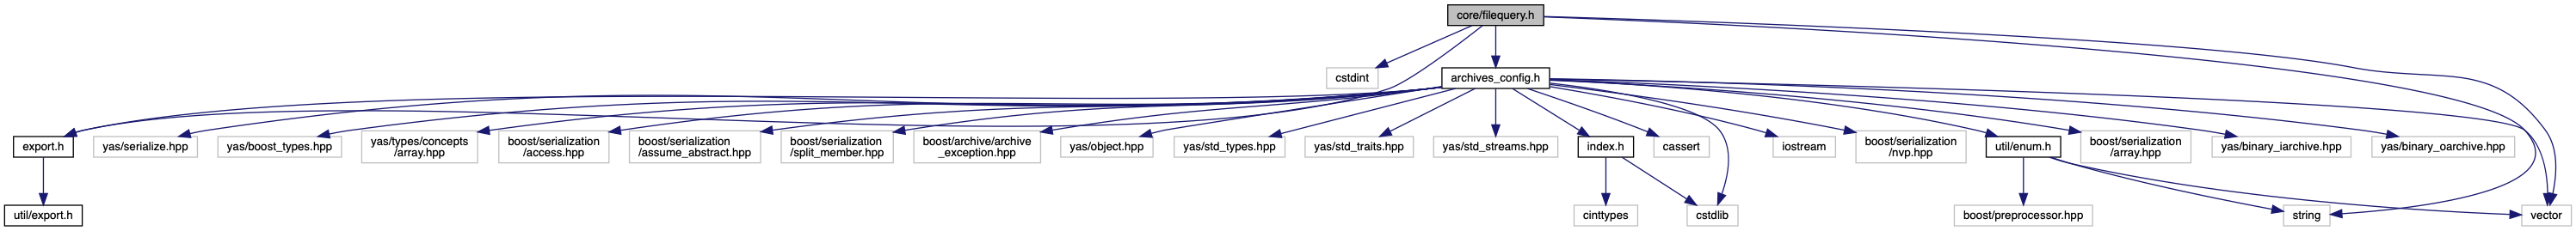 core/filequery.h
cstdint
archives_config.h
export.h
yas/serialize.hpp
yas/boost_types.hpp
yas/types/concepts
/array.hpp
boost/serialization
/access.hpp
boost/serialization
/assume_abstract.hpp
boost/serialization
/split_member.hpp
boost/archive/archive
_exception.hpp
yas/object.hpp
yas/std_types.hpp
yas/std_traits.hpp
yas/std_streams.hpp
index.h
cassert
iostream
boost/serialization
/nvp.hpp
util/enum.h
boost/serialization
/array.hpp
yas/binary_iarchive.hpp
yas/binary_oarchive.hpp
util/export.h
cinttypes
cstdlib
boost/preprocessor.hpp
string
vector